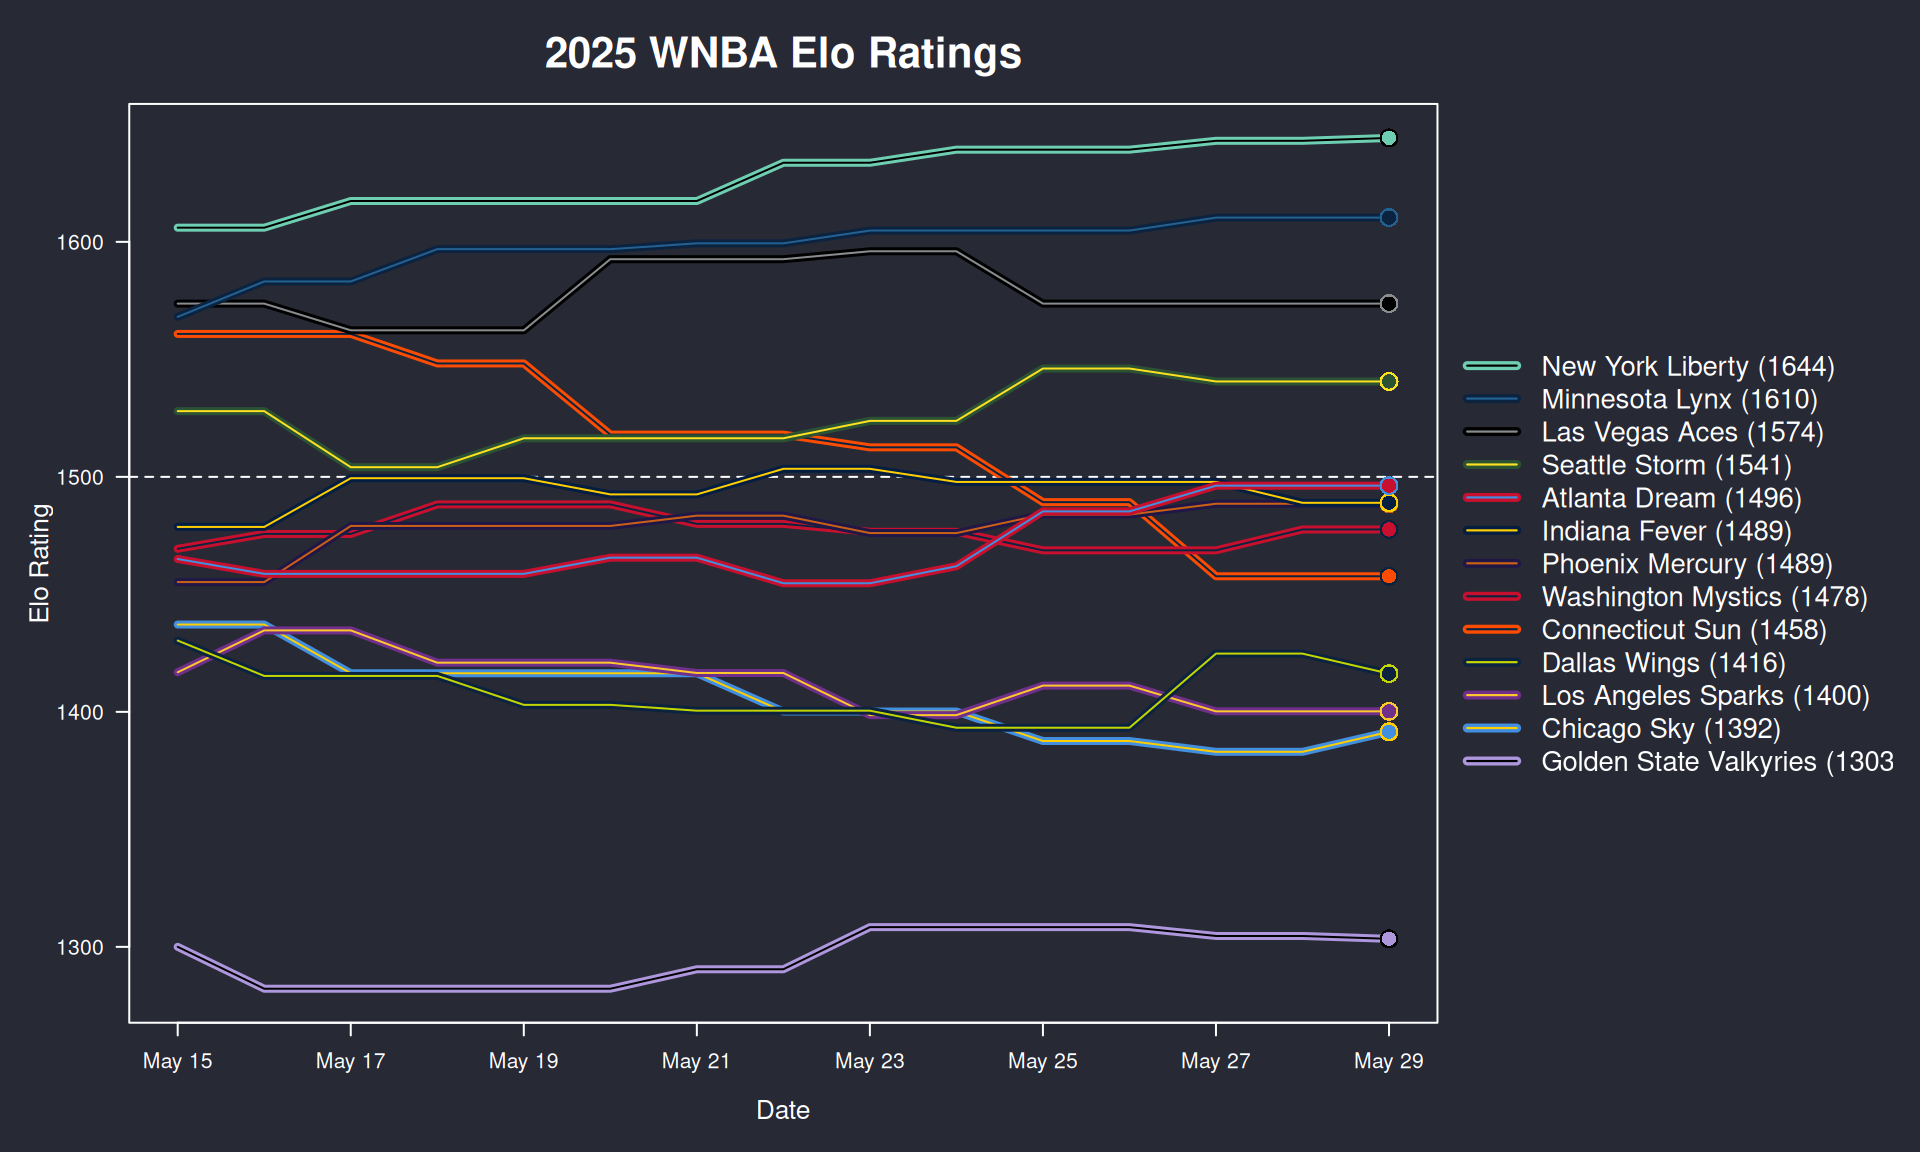 2025 WNBA Elo Ratings
Elo Rating
1600
1500
1400
1300
May 15
May 17
May 19
May 21
May 23
May 25
May 27
May 29
Date
New York Liberty (1644)
Minnesota Lynx (1610)
Las Vegas Aces (1574)
Seattle Storm (1541)
Atlanta Dream (1496)
Indiana Fever (1489)
Phoenix Mercury (1489)
Washington Mystics (1478)
Connecticut Sun (1458)
Dallas Wings (1416)
Los Angeles Sparks (1400)
Chicago Sky (1392)
Golden State Valkyries (1303